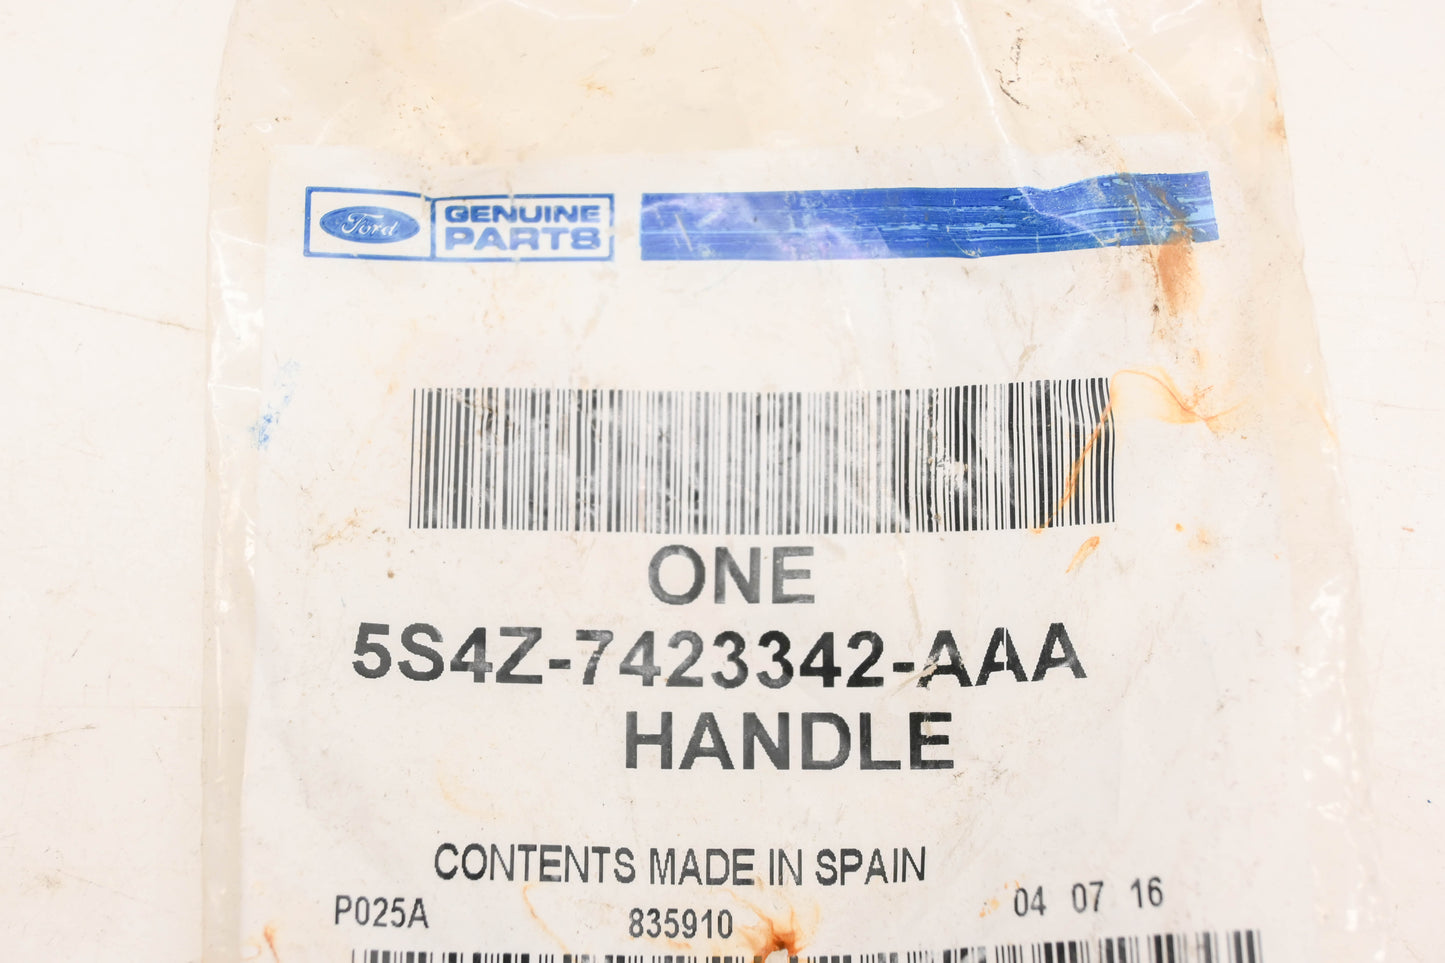 Ford GENUINE
PARTS
ONE
5S4Z-7423342-AAA
HANDLE
CONTENTS MADE IN SPAIN
P025A 835910 04 07 16